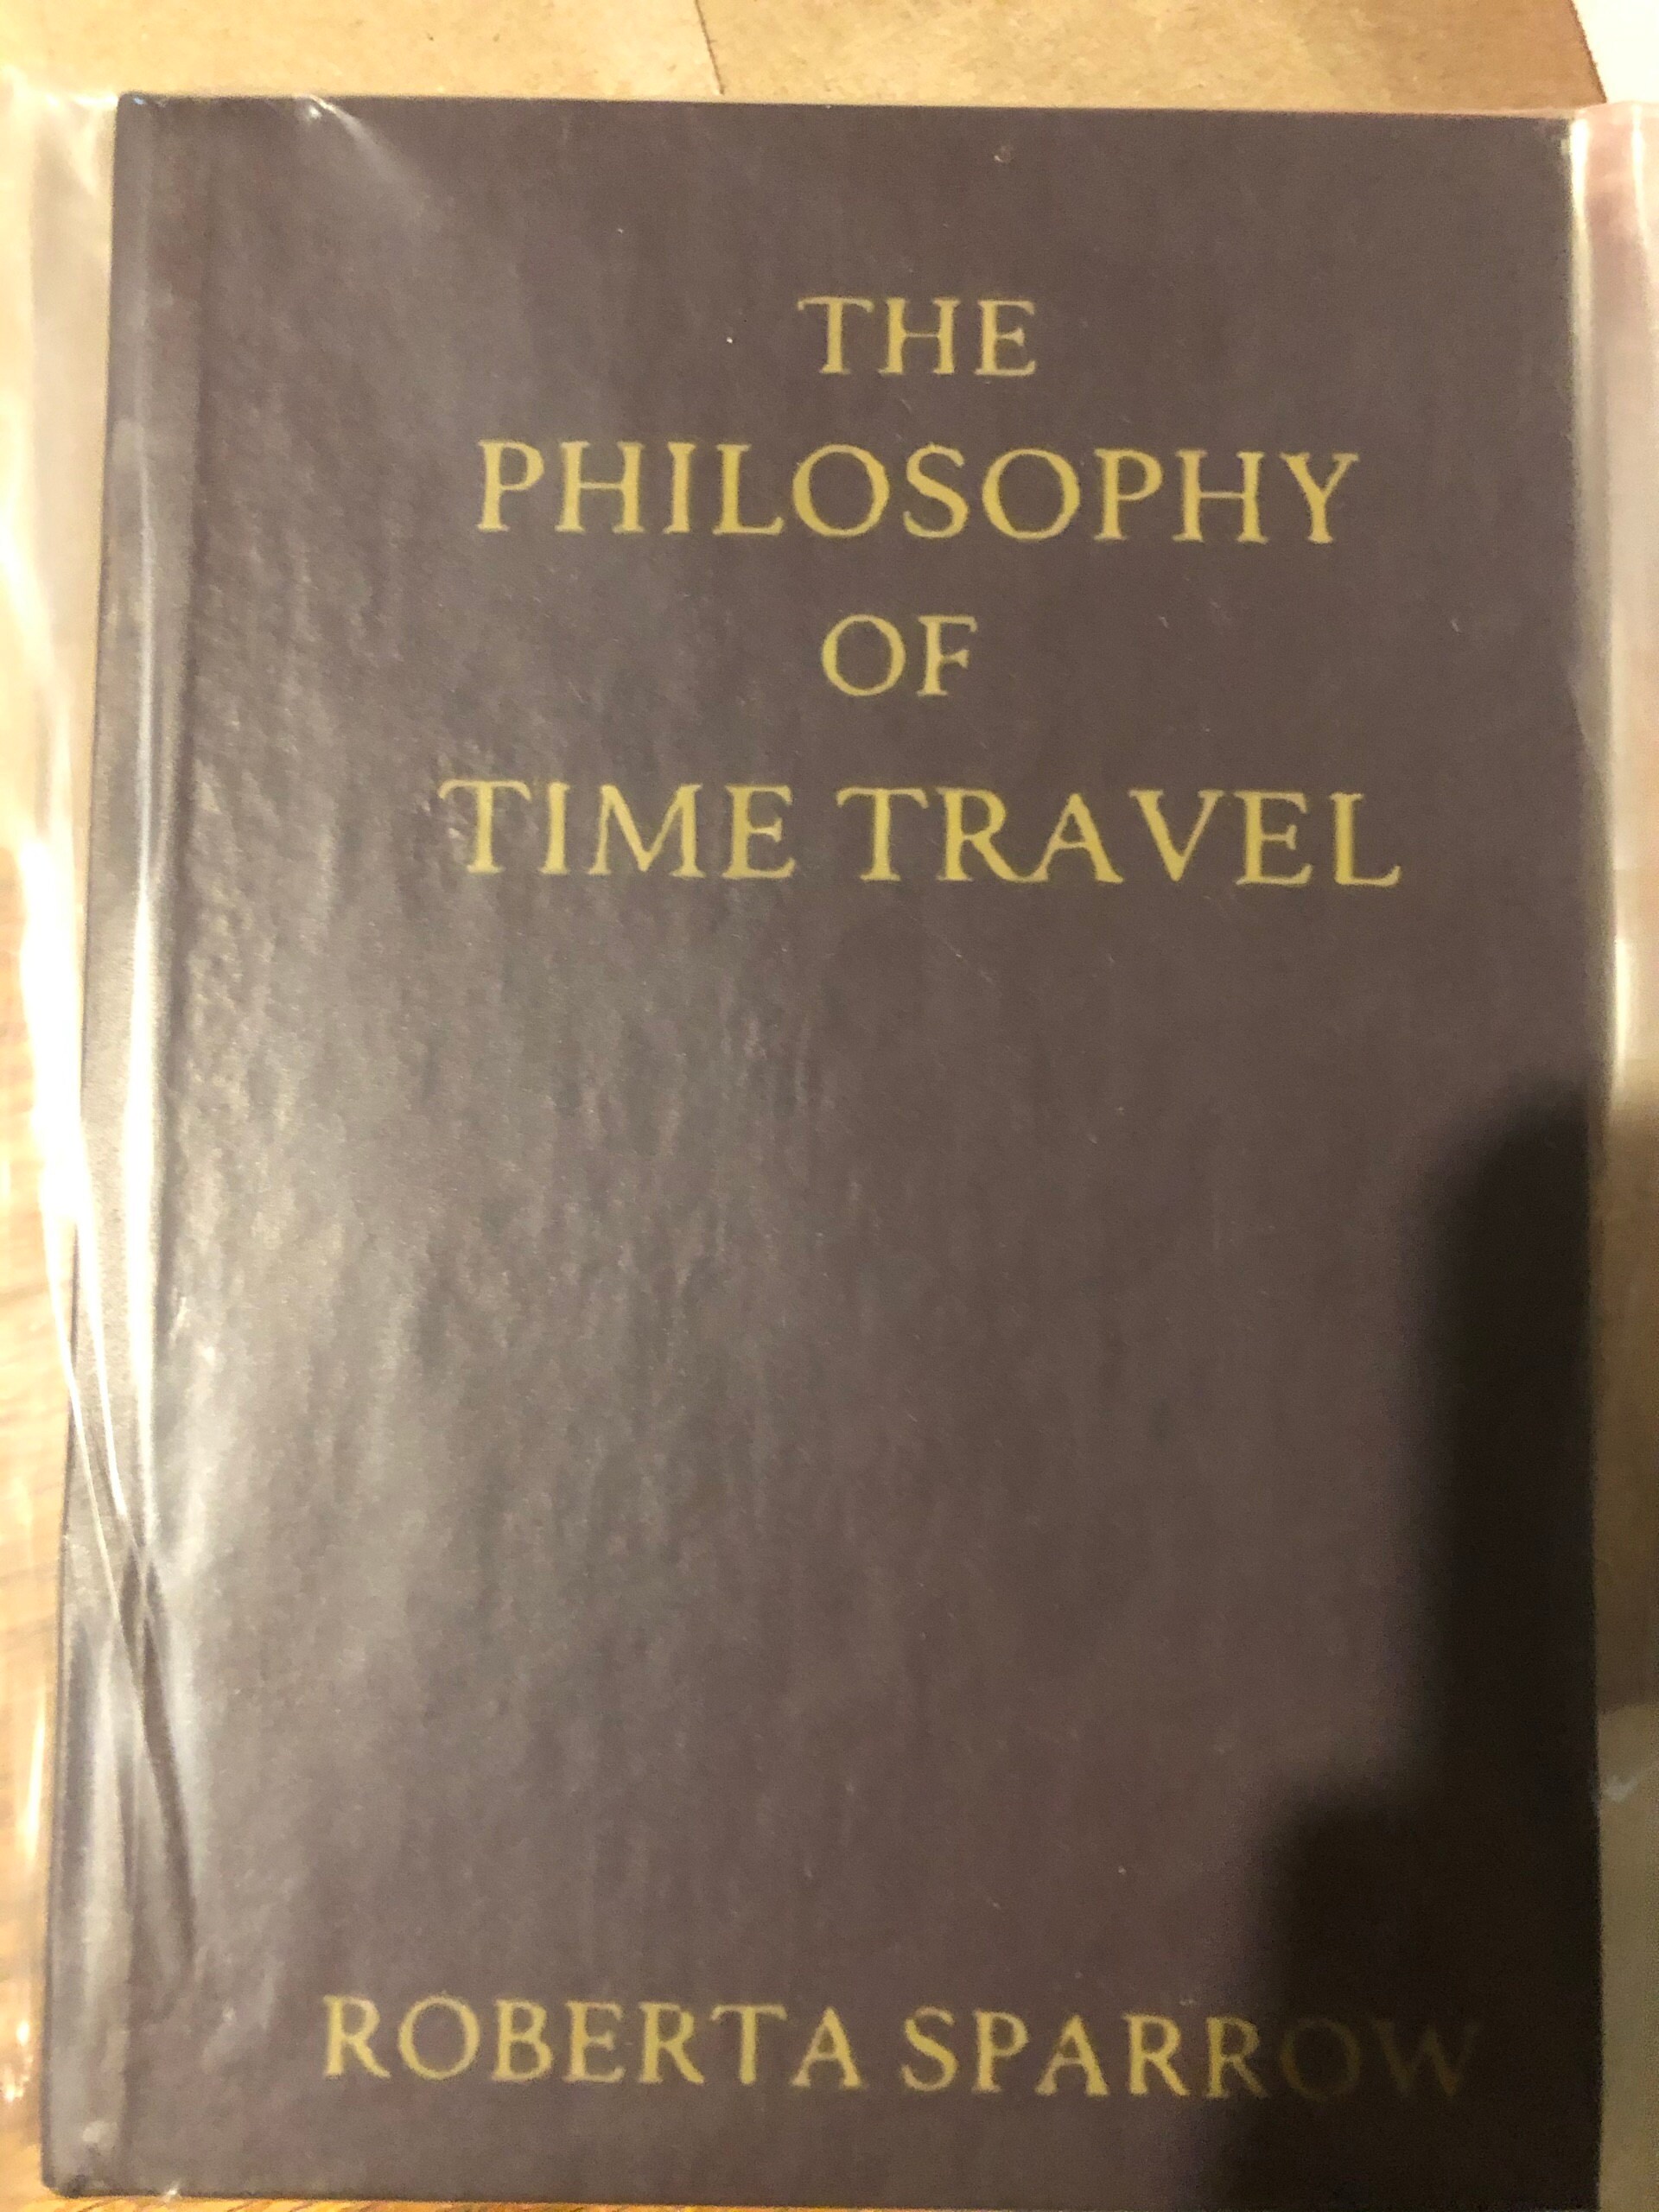 THE
PHILOSOPHY
OF
TIME TRAVEL
ROBERTA SPARROW